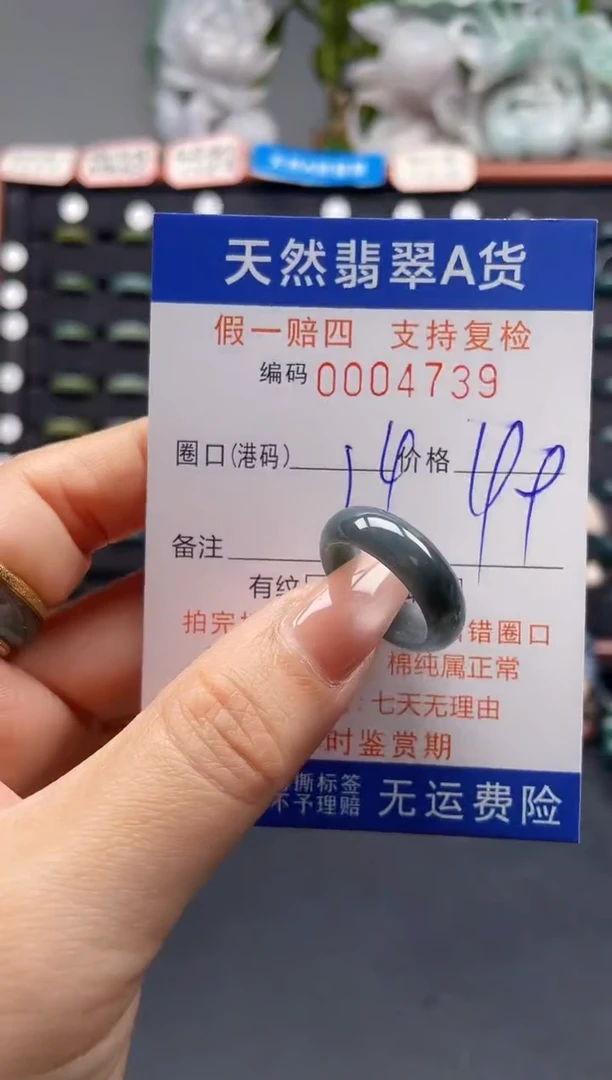 天然翡翠A货
假一赔四 支持复检
编码 0004739
圈口(港码) 14 价格 49
备注
有纹
拍完 错圈口
棉纯属正常
七天无理由
时鉴赏期
撕标签
不予理赔
无运费险